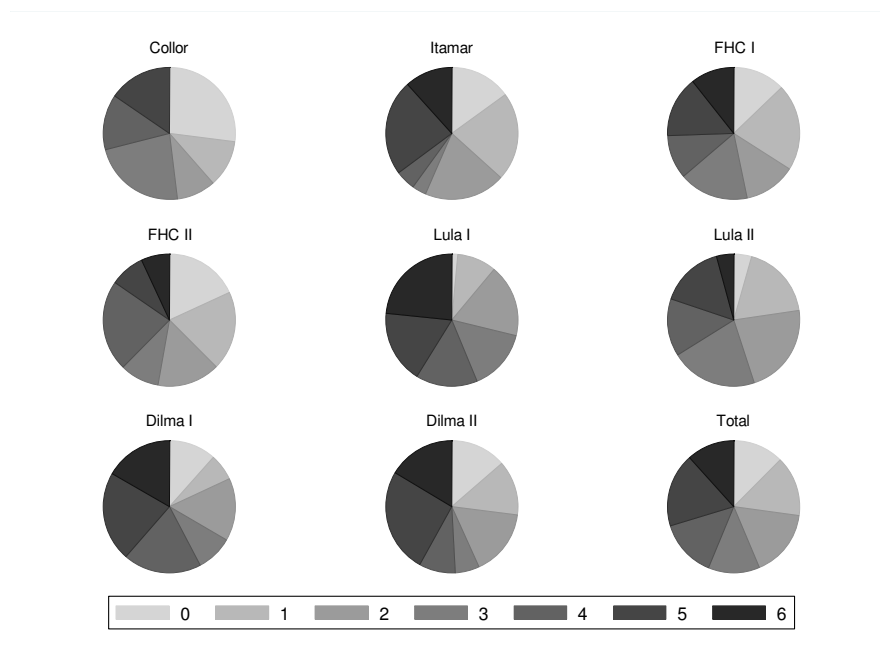 Collor
Itamar
FHC I
FHC II
Lula I
Lula II
Dilma I
Dilma II
Total
0 1 2 3 4 5 6